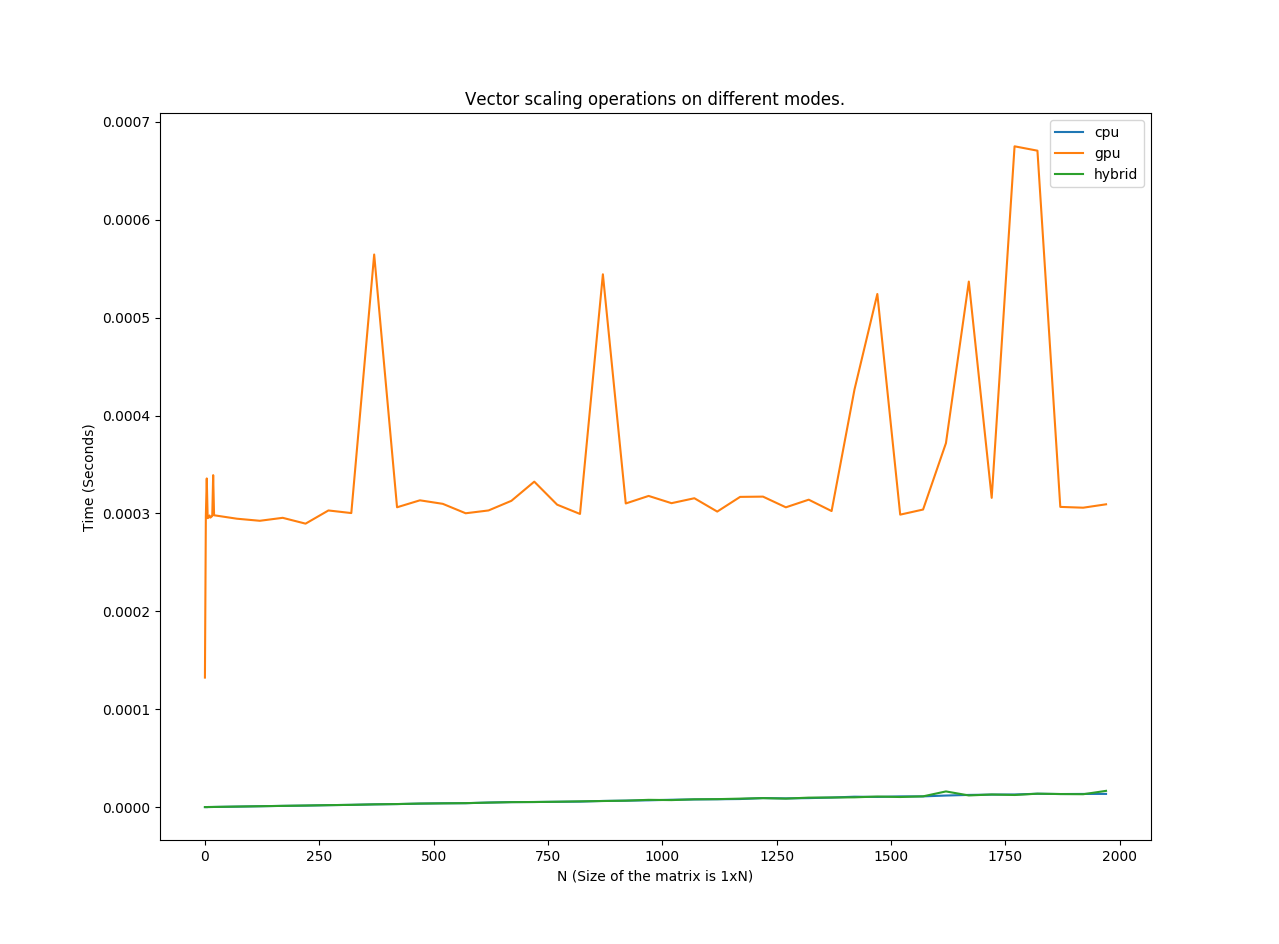 Vector scaling operations on different modes.
cpu
gpu
hybrid
Time (Seconds)
0.0007
0.0006
0.0005
0.0004
0.0003
0.0002
0.0001
0.0000
0 250 500 750 1000 1250 1500 1750 2000
N (Size of the matrix is 1xN)